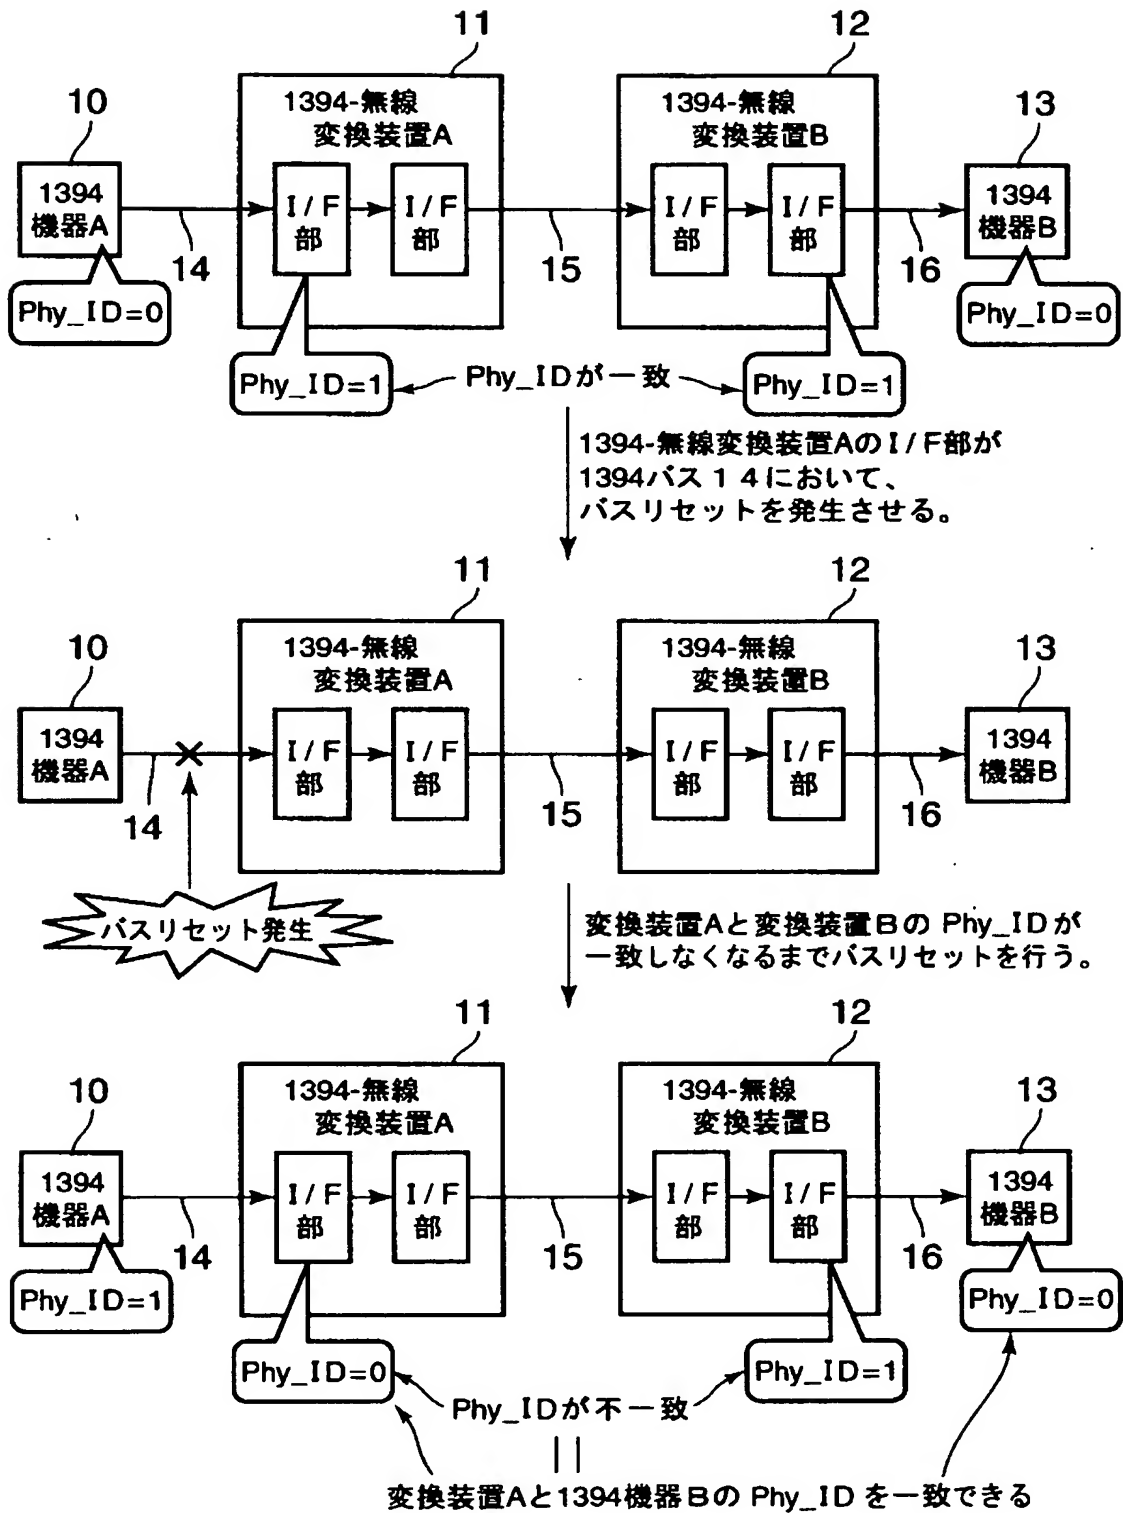 11
12
10
13
1394-無線
変換装置A
1394-無線
変換装置B
1394
機器A
I/F
部
I/F
部
I/F
部
I/F
部
1394
機器B
14
15
16
Phy_ID=0
Phy_ID=0
Phy_ID=1
Phy_IDが一致
Phy_ID=1
1394-無線変換装置AのI/F部が
1394バス14において、
バスリセットを発生させる。
11
12
10
13
1394-無線
変換装置A
1394-無線
変換装置B
1394
機器A
I/F
部
I/F
部
I/F
部
I/F
部
1394
機器B
14
15
16
バスリセット発生
変換装置Aと変換装置BのPhy_IDが
一致しなくなるまでバスリセットを行う。
11
12
10
13
1394-無線
変換装置A
1394-無線
変換装置B
1394
機器A
I/F
部
I/F
部
I/F
部
I/F
部
1394
機器B
14
15
16
Phy_ID=1
Phy_ID=0
Phy_ID=0
Phy_IDが不一致
Phy_ID=1
変換装置Aと1394機器BのPhy_IDを一致できる